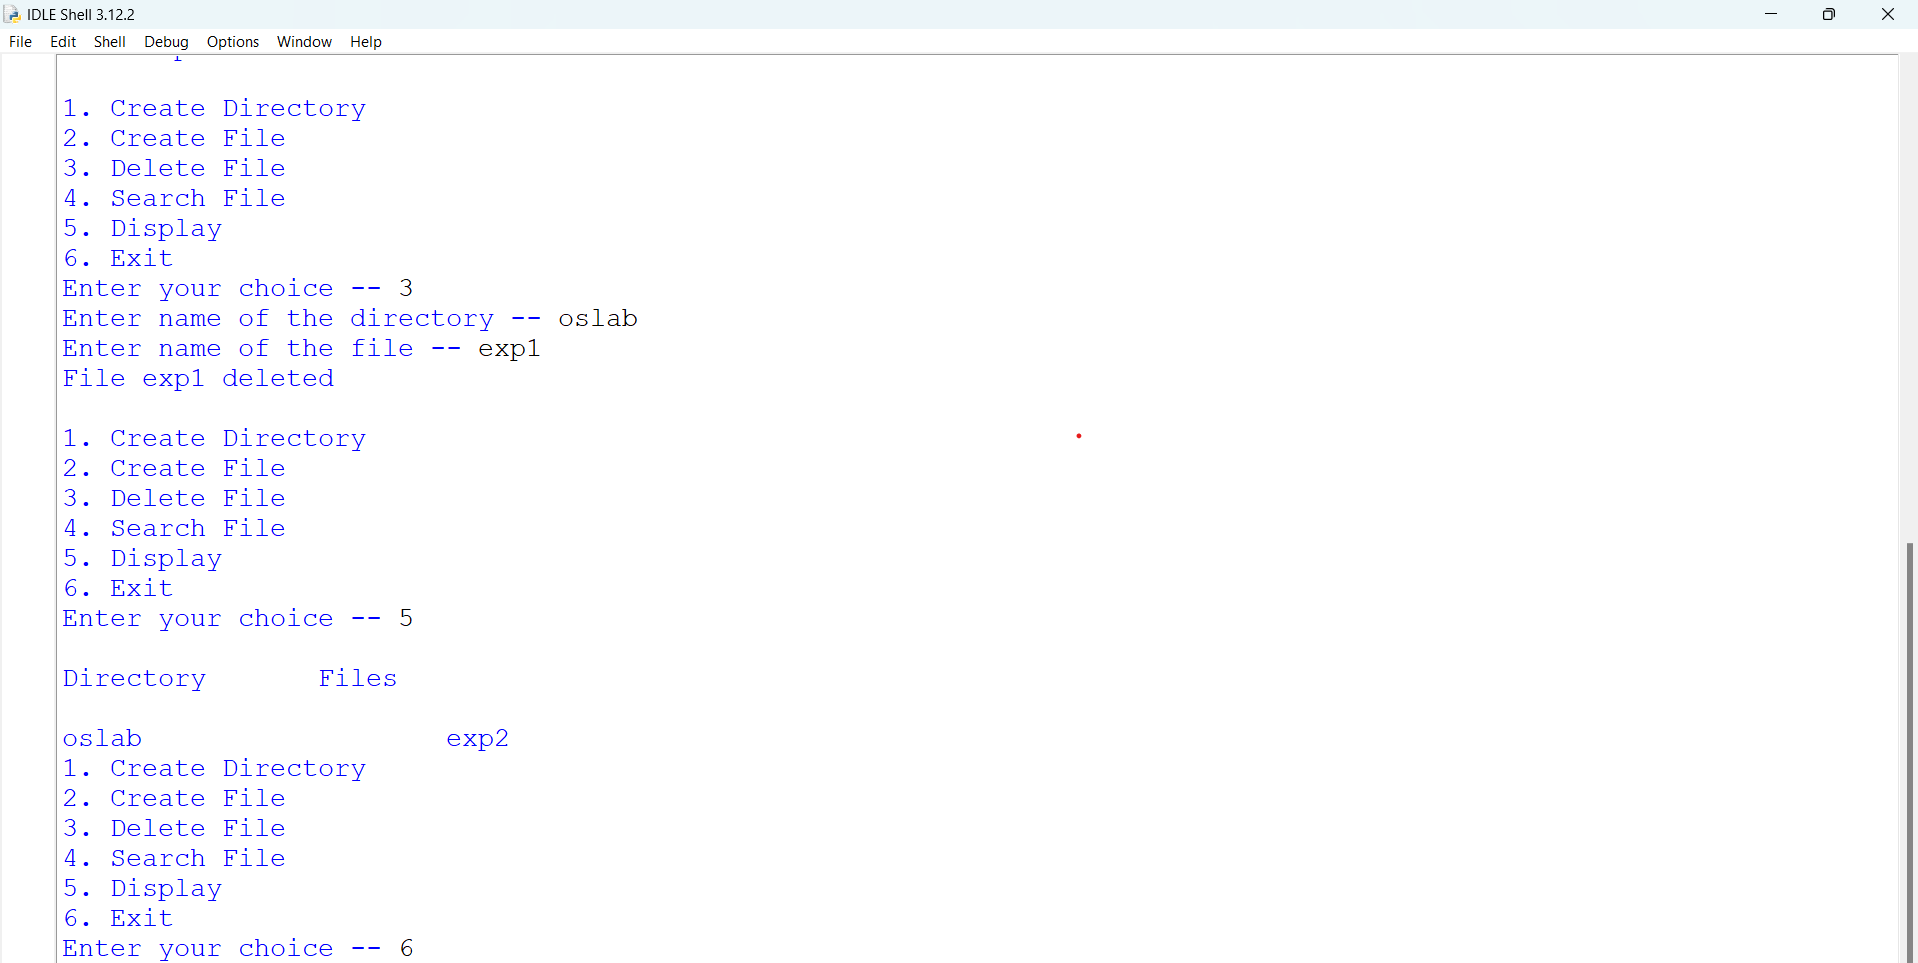 IDLE Shell 3.12.2
File Edit Shell Debug Options Window Help
1. Create Directory
2. Create File
3. Delete File
4. Search File
5. Display
6. Exit
Enter your choice -- 3
Enter name of the directory -- oslab
Enter name of the file -- exp1
File exp1 deleted
1. Create Directory
2. Create File
3. Delete File
4. Search File
5. Display
6. Exit
Enter your choice -- 5
Directory Files
oslab exp2
1. Create Directory
2. Create File
3. Delete File
4. Search File
5. Display
6. Exit
Enter your choice -- 6